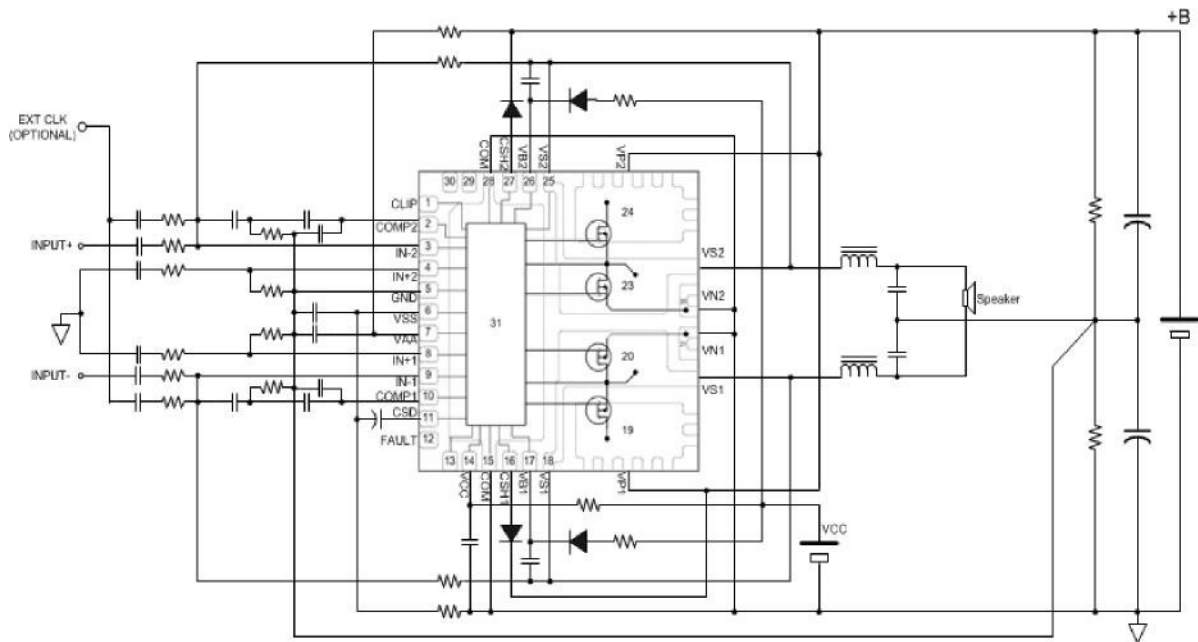 +B
EXT CLK
(OPTIONAL)
COM
CSH2
VB2
VS2
VP2
30
29
28
27
26
25
CLIP
1
COMP2
2
24
INPUT+
IN-2
3
VS2
4
IN+2
23
5
GND
VN2
Speaker
6
VSS
31
7
VAA
VN1
8
IN+1
20
INPUT-
9
IN-1
VS1
10
COMP1
CSD
11
19
FAULT
12
13
14
15
16
17
18
VCC
COM
CSH1
VB1
VS1
VP1
VCC